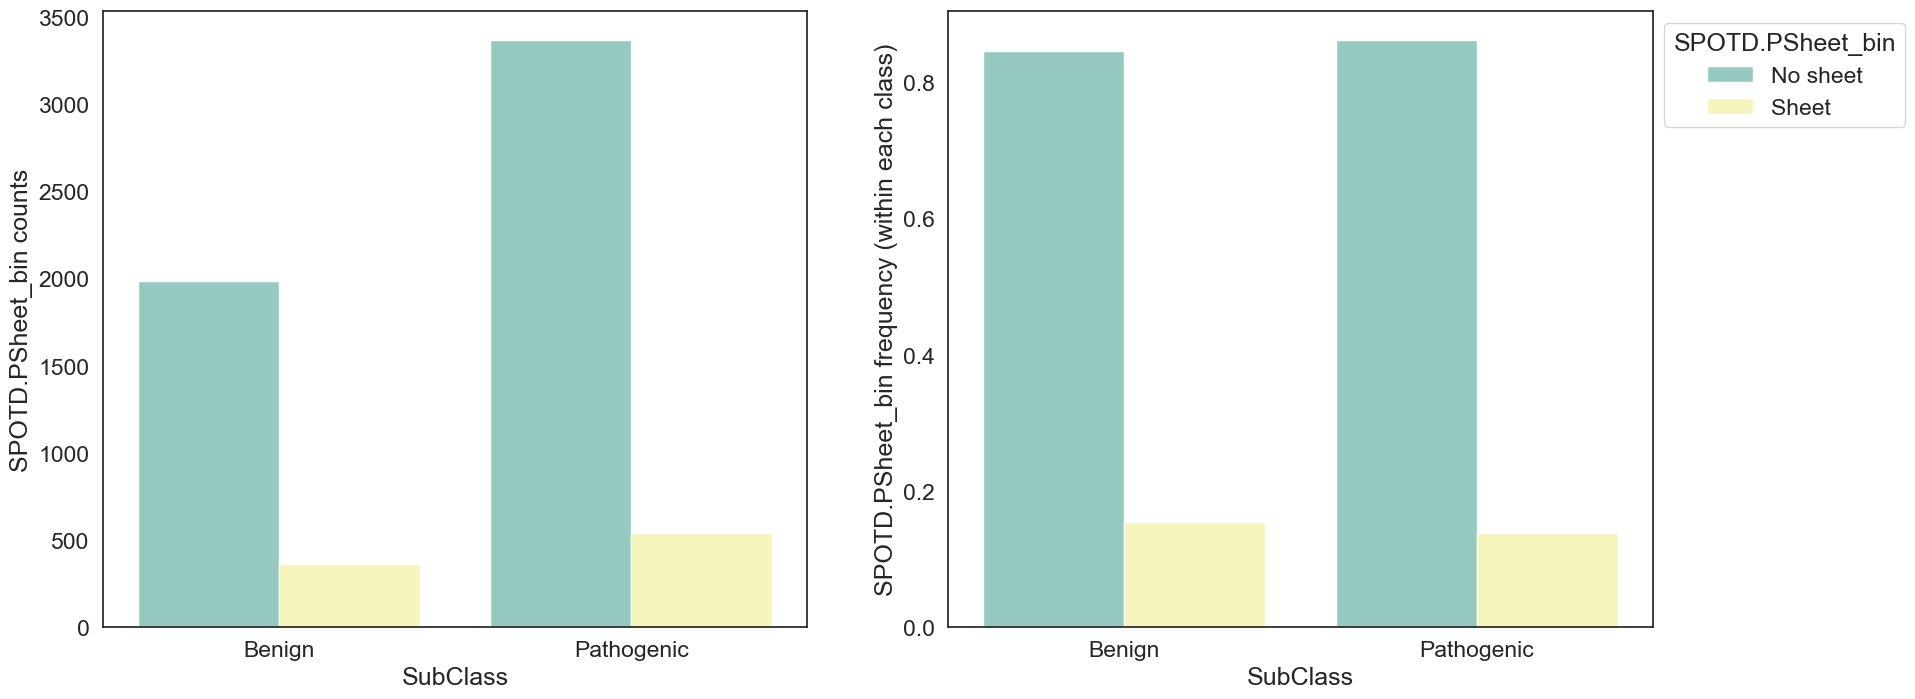 SPOTD.PSheet_bin counts
3500
3000
2500
2000
1500
1000
500
0
Benign
Pathogenic
SubClass
SPOTD.PSheet_bin frequency (within each class)
0.8
0.6
0.4
0.2
0.0
Benign
Pathogenic
SubClass
SPOTD.PSheet_bin
No sheet
Sheet